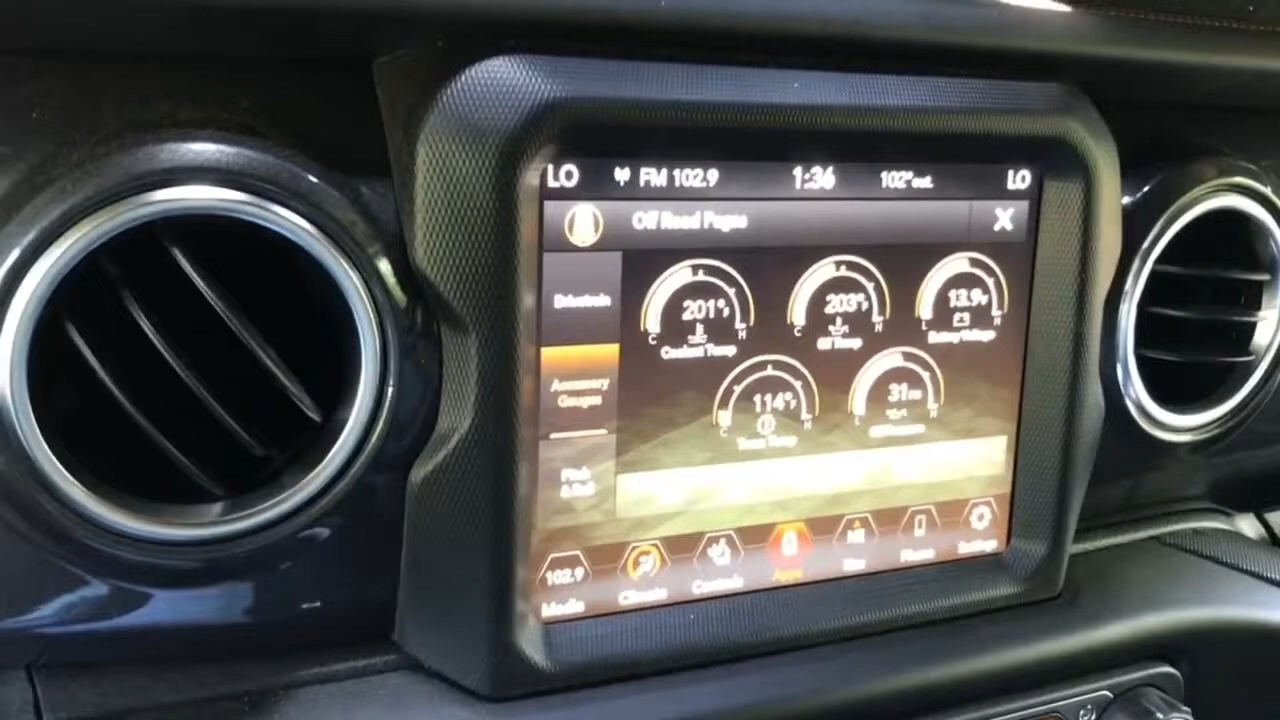 LO FM 102.9 1:36 102° out LO
Off Road Pages X
Drivetrain
Accessory
Gauges
Pitch
& Roll
201°F
C H
Coolant Temp
203°F
C H
Oil Temp
13.9v
L H
Battery Voltage
114°F
C H
Trans Temp
31
L H
Oil Pressure
102.9
Media
Climate
Controls
Apps
Nav
Phone
Settings